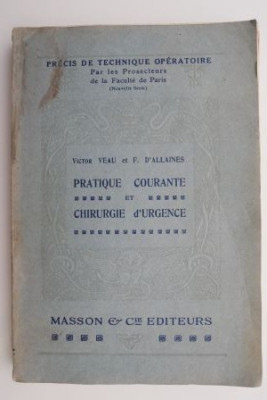 PRÉCIS DE TECHNIQUE OPÉRATOIRE
Par les Prosecteurs
de la Faculté de Paris
(Nouvelle Série)
Victor VEAU et F. D'ALLAINES
PRATIQUE COURANTE
ET
CHIRURGIE d'URGENCE
MASSON & Cie EDITEURS